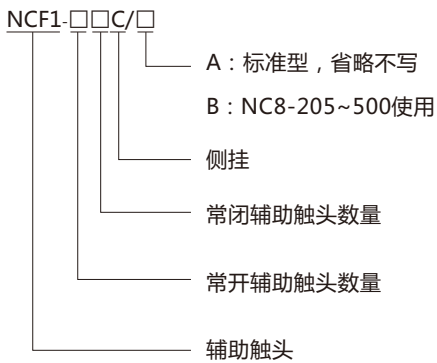 NCF1-□□C/□
A：标准型，省略不写
B：NC8-205~500使用
侧挂
常闭辅助触头数量
常开辅助触头数量
辅助触头